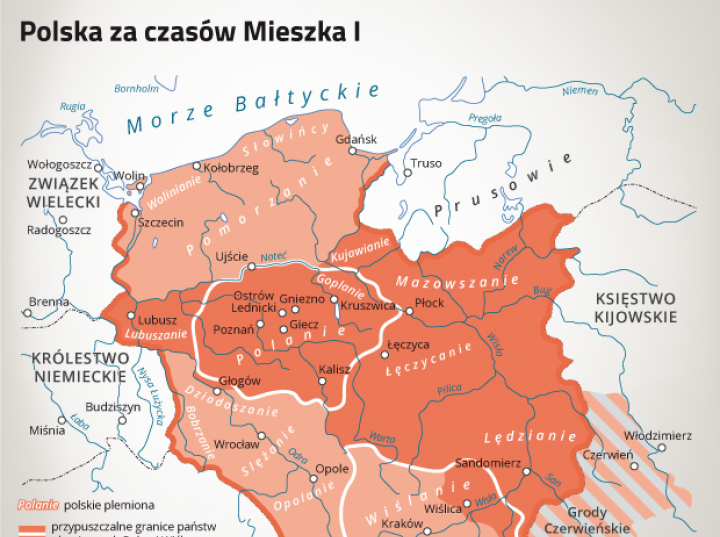 Polska za czasów Mieszka I
Bornholm
Morze Bałtyckie
Niemen
Rugia
Pregoła
Słowińcy
Gdańsk
Wołogoszcz
Wolin
Kołobrzeg
Truso
ZWIĄZEK
WIELECKI
Wolinianie
Pomorzanie
Prusowie
Radogoszcz
Szczecin
Ujście
Noteć
Kujawianie
Narew
Goplanie
Mazowszanie
Bug
Brenna
Ostrów
Lednicki
Gniezno
Kruszwica
Płock
KSIĘSTWO
KIJOWSKIE
Lubusz
Lubuszanie
Poznań
Giecz
Polanie
Wisła
Łęczyca
Łęczycanie
KRÓLESTWO
NIEMIECKIE
Nysa Łużycka
Głogów
Kalisz
Pilica
Dziadoszanie
Budziszyn
Bobrzanie
Miśnia
Łaba
Wrocław
Ślężanie
Odra
Warta
Lędzianie
Włodzimierz
Czerwień
Opole
Sandomierz
San
Opolanie
Wiślanie
Wiślica
Wisła
Grody
Czerwieńskie
Kraków
Polanie polskie plemiona
przypuszczalne granice państw